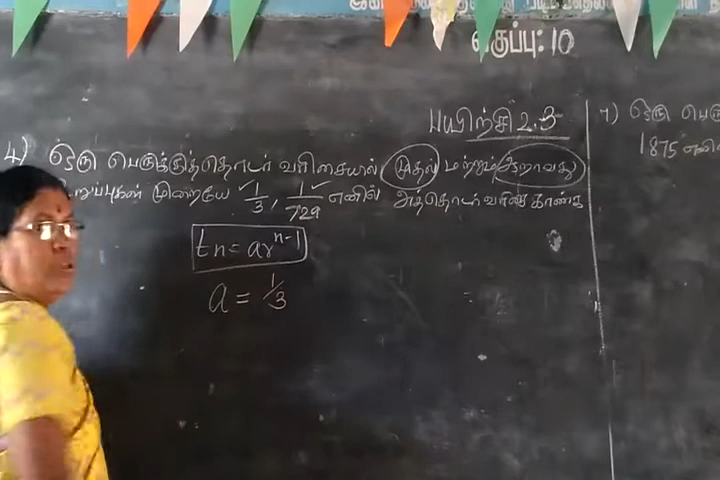 வகுப்பு: 10
பயிற்சி 2.3
4) ஒரு பெருக்குத்தொடர் வரிசையில் முதல் மற்றும் ஆறாவது
உறுப்புகள் முறையே 1/3, 1/729 எனில் அத்தொடர் வரிசை காண்க
tn = ar^n-1
a = 1/3
7) ஒரு
1875 எனில்